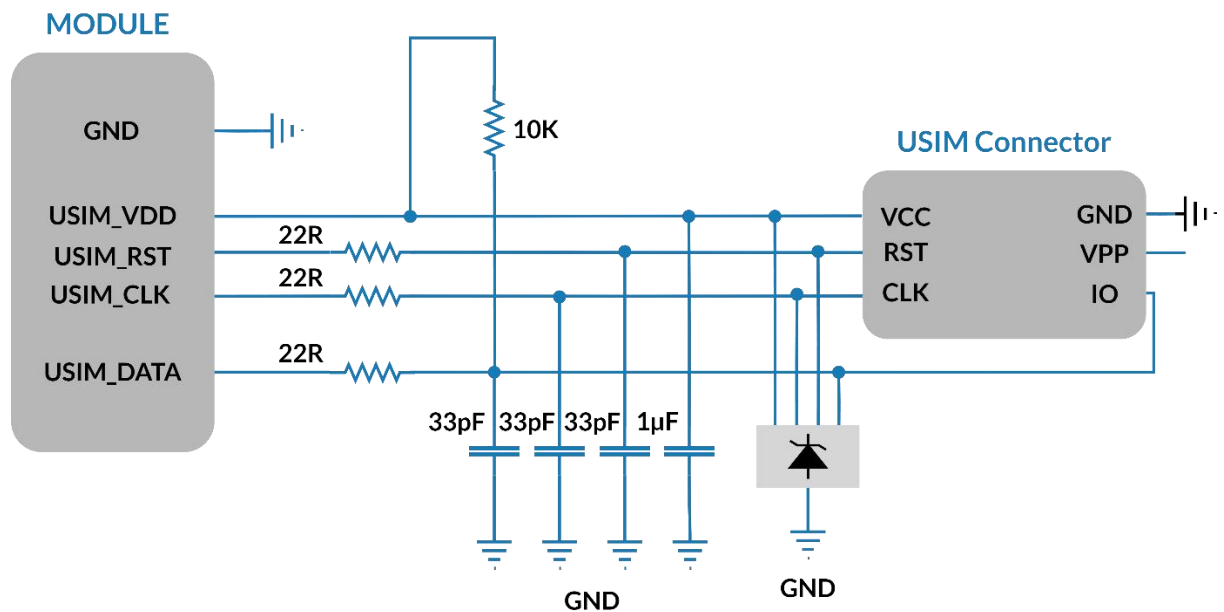 MODULE
GND
10K
USIM Connector
USIM_VDD
VCC
GND
22R
USIM_RST
RST
VPP
22R
USIM_CLK
CLK
IO
22R
USIM_DATA
33pF
33pF
33pF
1µF
GND
GND